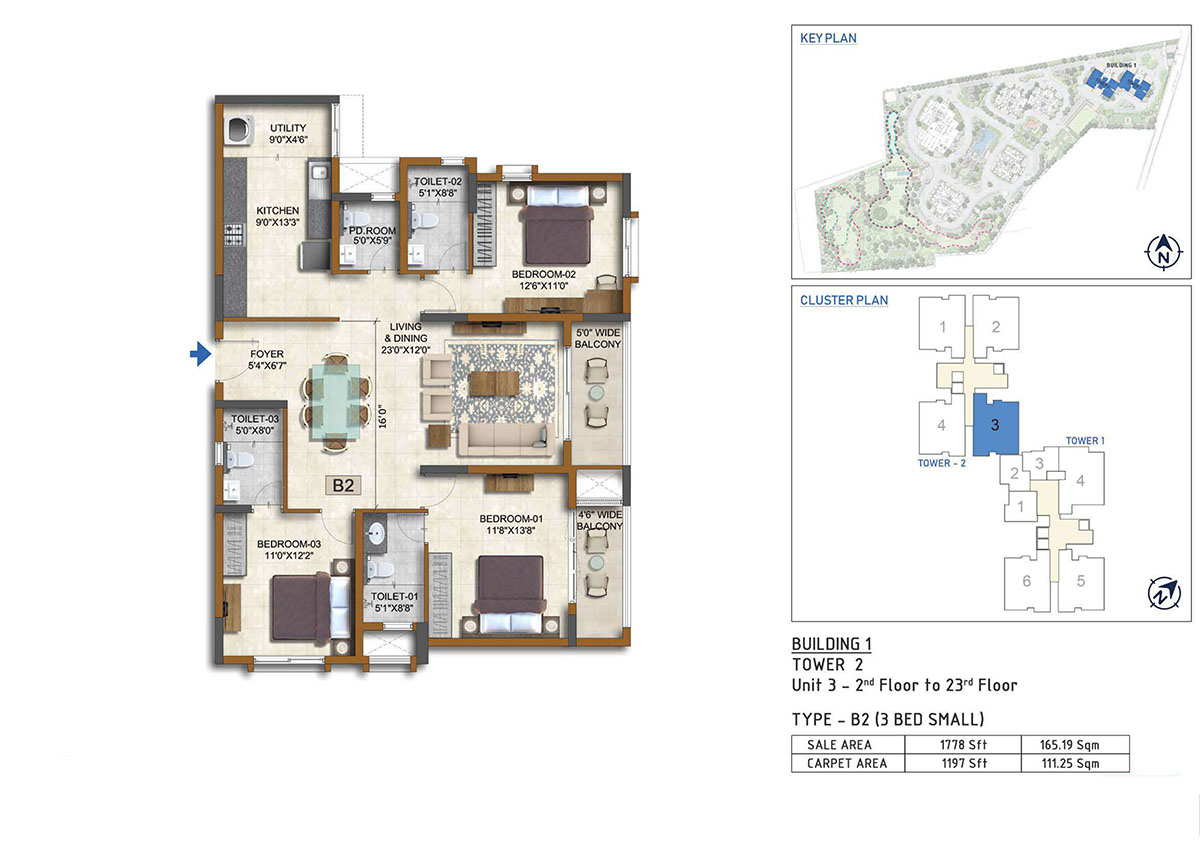 UTILITY
9'0"X4'6"
KITCHEN
9'0"X13'3"
PD.ROOM
5'0"X5'9"
TOILET-02
5'1"X8'8"
BEDROOM-02
12'6"X11'0"
FOYER
5'4"X6'7"
LIVING
& DINING
23'0"X12'0"
16'0"
5'0" WIDE
BALCONY
TOILET-03
5'0"X8'0"
B2
BEDROOM-03
11'0"X12'2"
TOILET-01
5'1"X8'8"
BEDROOM-01
11'8"X13'8"
4'6" WIDE
BALCONY
KEY PLAN
BUILDING 1
N
CLUSTER PLAN
1
2
4
3
TOWER - 2
TOWER 1
2
3
4
1
6
5
N
BUILDING 1
TOWER 2
Unit 3 - 2nd Floor to 23rd Floor
TYPE - B2 (3 BED SMALL)
SALE AREA 1778 Sft 165.19 Sqm
CARPET AREA 1197 Sft 111.25 Sqm